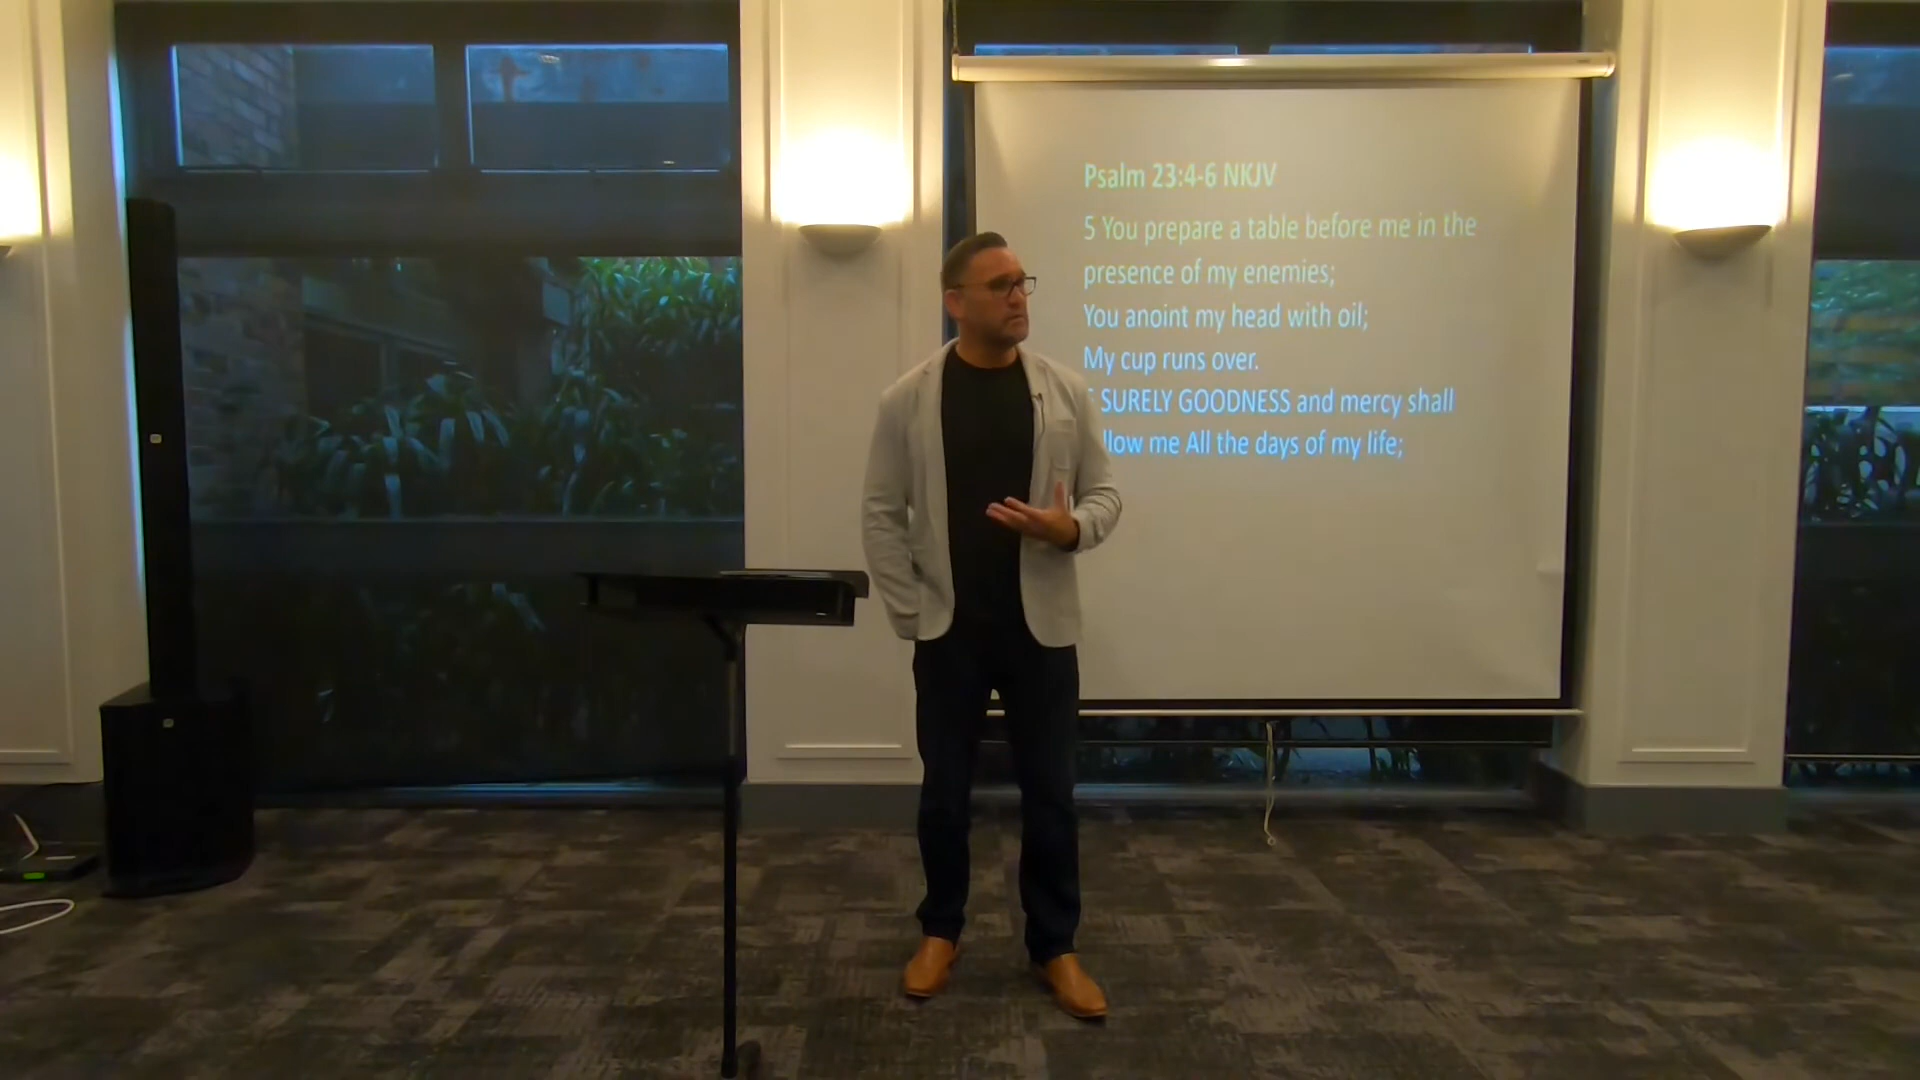 Psalm 23:4-6 NKJV
5 You prepare a table before me in the
presence of my enemies;
You anoint my head with oil;
My cup runs over.
SURELY GOODNESS and mercy shall
llow me All the days of my life;